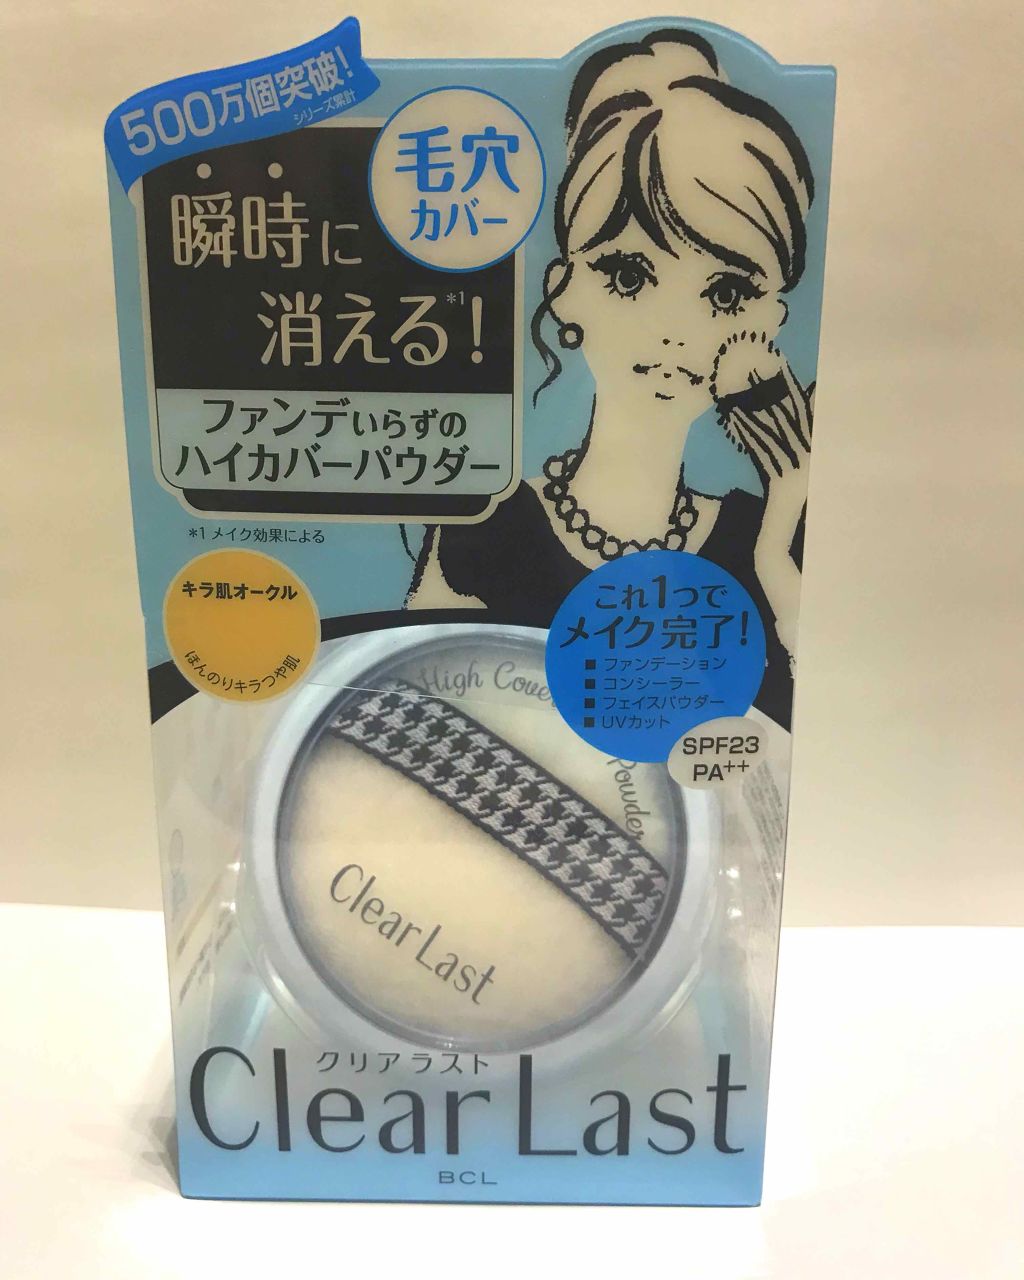 500万個突破!
シリーズ累計
毛穴
カバー
瞬時に
消える*1!
ファンデいらずの
ハイカバーパウダー
*1 メイク効果による
キラ肌オークル
ほんのりキラつや肌
これ1つで
メイク完了!
■ ファンデーション
■ コンシーラー
■ フェイスパウダー
■ UVカット
SPF23
PA++
High Cover
Powder
Clear Last
クリアラスト
Clear Last
BCL